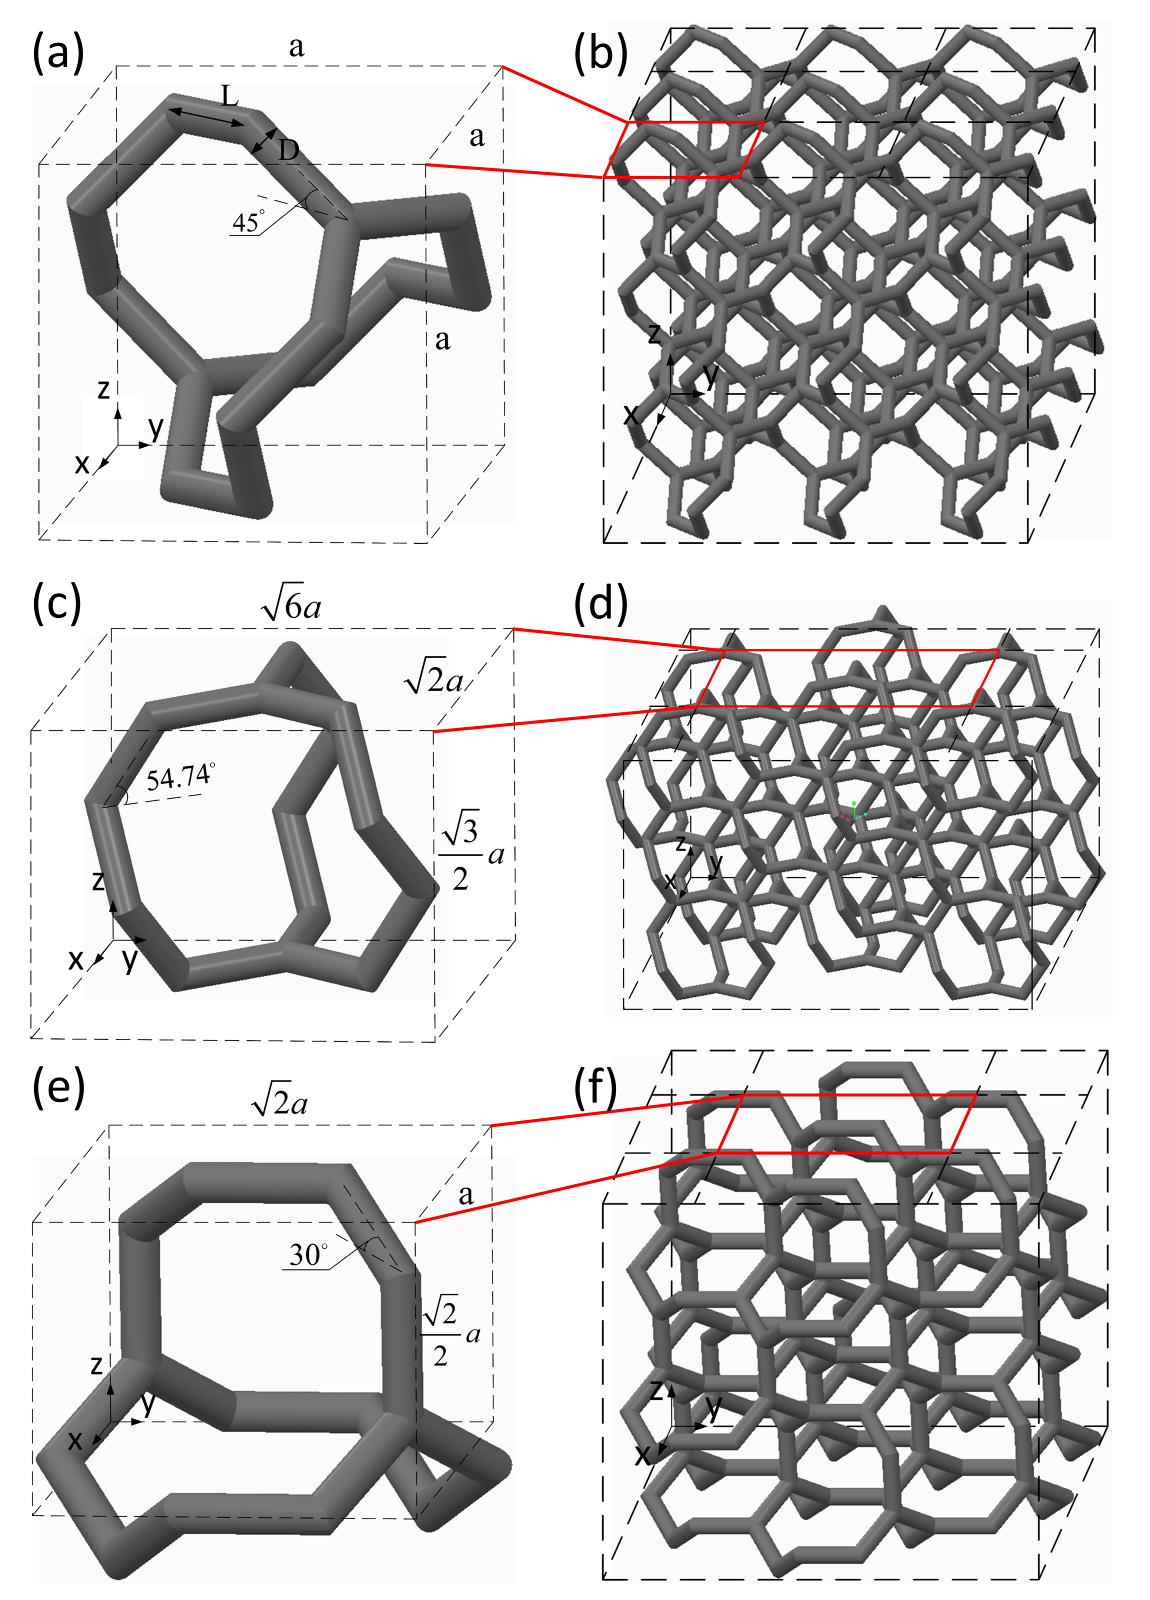 (a)
a
L
D
a
45°
a
z
y
x
(b)
z
y
x
(c)
√6a
√2a
54.74°
√3/2 a
z
x
y
(d)
z
y
x
(e)
√2a
a
30°
√2/2 a
z
y
x
(f)
z
y
x